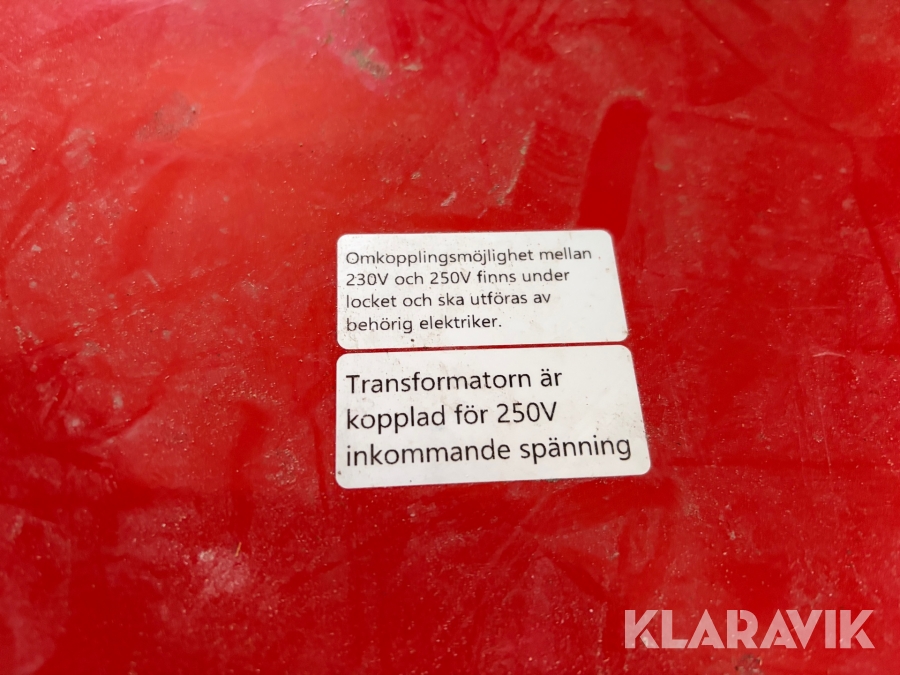 Omkopplingsmöjlighet mellan
230V och 250V finns under
locket och ska utföras av
behörig elektriker.
Transformatorn är
kopplad för 250V
inkommande spänning
KLARAVIK